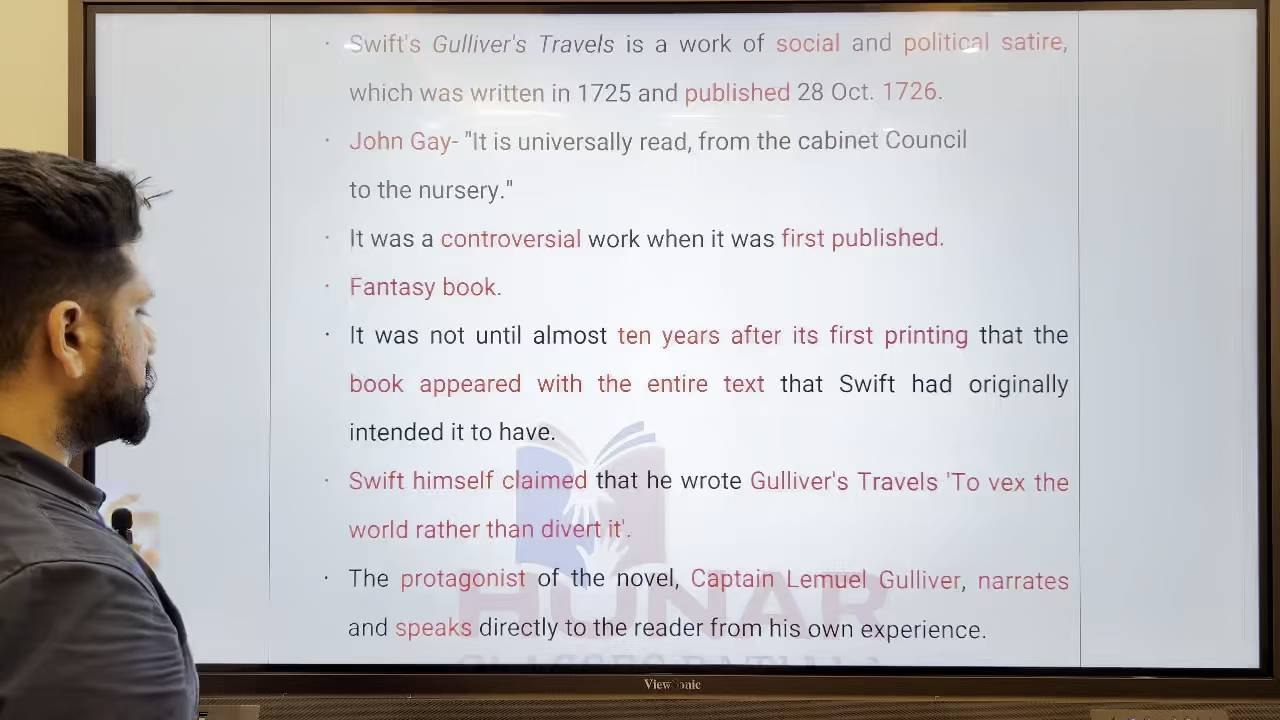 · Swift's Gulliver's Travels is a work of social and political satire,
which was written in 1725 and published 28 Oct. 1726.
· John Gay- "It is universally read, from the cabinet Council
to the nursery."
· It was a controversial work when it was first published.
· Fantasy book.
· It was not until almost ten years after its first printing that the
book appeared with the entire text that Swift had originally
intended it to have.
· Swift himself claimed that he wrote Gulliver's Travels 'To vex the
world rather than divert it'.
· The protagonist of the novel, Captain Lemuel Gulliver, narrates
and speaks directly to the reader from his own experience.
HUNAR
ViewSonic